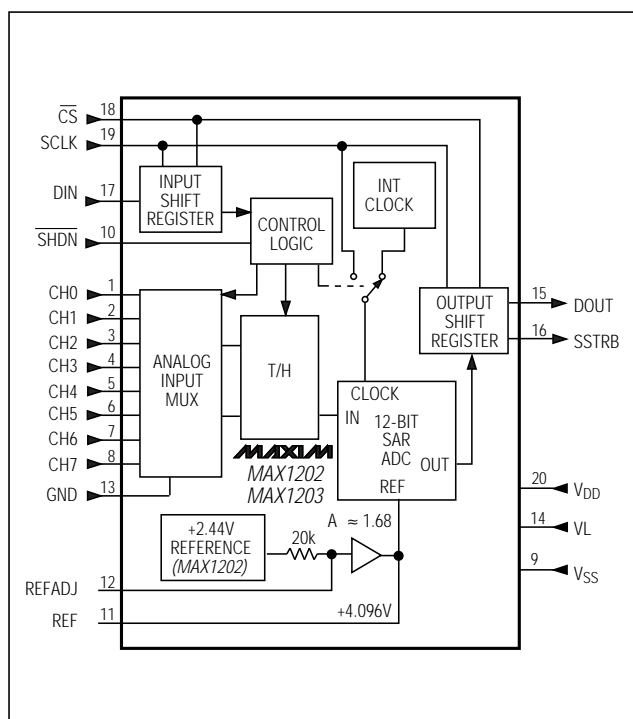 CS 18
SCLK 19
DIN 17
SHDN 10
INPUT
SHIFT
REGISTER
CONTROL
LOGIC
INT
CLOCK
CH0 1
CH1 2
CH2 3
CH3 4
CH4 5
CH5 6
CH6 7
CH7 8
GND 13
ANALOG
INPUT
MUX
T/H
OUTPUT
SHIFT
REGISTER
15 DOUT
16 SSTRB
CLOCK
IN
12-BIT
SAR
ADC
OUT
REF
MAXIM
MAX1202
MAX1203
20 VDD
14 VL
9 VSS
+2.44V
REFERENCE
(MAX1202)
20k
A ≈ 1.68
REFADJ 12
REF 11
+4.096V